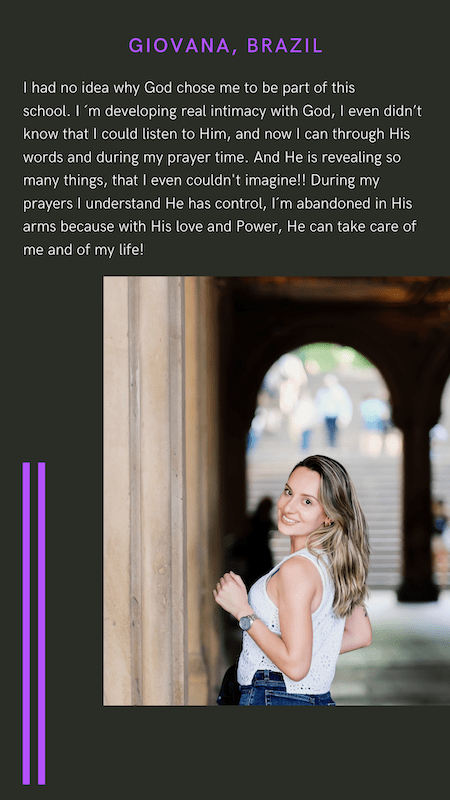 GIOVANA, BRAZIL
I had no idea why God chose me to be part of this
school. I ´m developing real intimacy with God, I even didn’t
know that I could listen to Him, and now I can through His
words and during my prayer time. And He is revealing so
many things, that I even couldn't imagine!! During my
prayers I understand He has control, I´m abandoned in His
arms because with His love and Power, He can take care of
me and of my life!